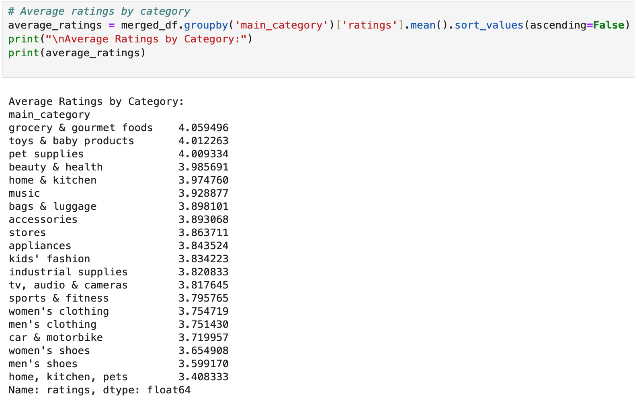 # Average ratings by category
average_ratings = merged_df.groupby('main_category')['ratings'].mean().sort_values(ascending=False)
print("\nAverage Ratings by Category:")
print(average_ratings)
Average Ratings by Category:
main_category
grocery & gourmet foods    4.059496
toys & baby products       4.012263
pet supplies               4.009334
beauty & health            3.985691
home & kitchen             3.974760
music                      3.928877
bags & luggage             3.898101
accessories                3.893068
stores                     3.863711
appliances                 3.843524
kids' fashion              3.834223
industrial supplies        3.820833
tv, audio & cameras        3.817645
sports & fitness           3.795765
women's clothing           3.754719
men's clothing             3.751430
car & motorbike            3.719957
women's shoes              3.654908
men's shoes                3.599170
home, kitchen, pets        3.408333
Name: ratings, dtype: float64